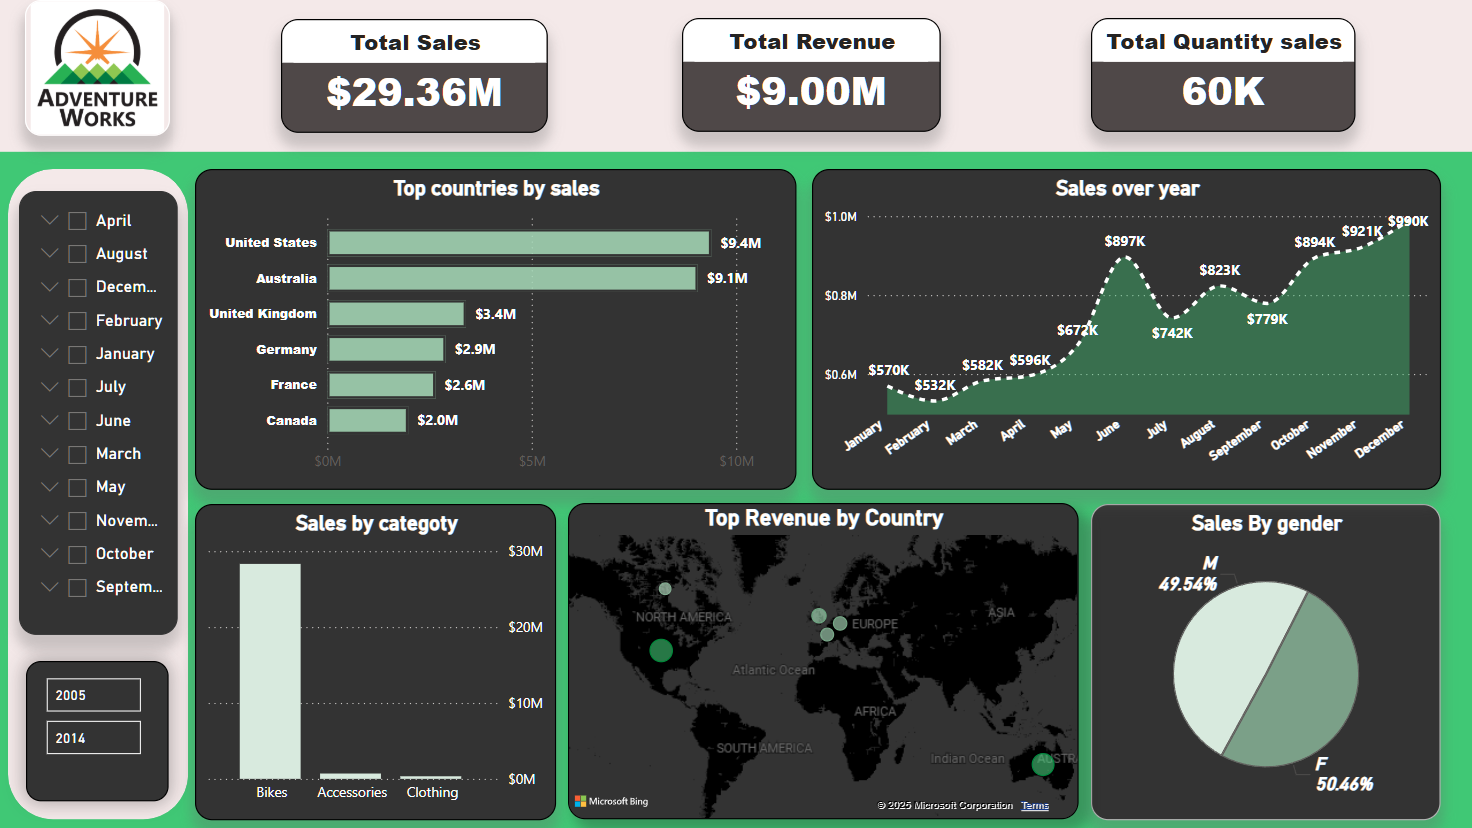 ADVENTURE
WORKS
Total Sales
$29.36M
Total Revenue
$9.00M
Total Quantity sales
60K
April
August
Decem...
February
January
July
June
March
May
Novem...
October
Septem...
2005
2014
Top countries by sales
United States $9.4M
Australia $9.1M
United Kingdom $3.4M
Germany $2.9M
France $2.6M
Canada $2.0M
$0M $5M $10M
Sales over year
$1.0M
$0.8M
$0.6M
$570K
$532K
$582K
$596K
$672K
$897K
$742K
$823K
$779K
$894K
$921K
$990K
January
February
March
April
May
June
July
August
September
October
November
December
Sales by categoty
$30M
$20M
$10M
$0M
Bikes Accessories Clothing
Top Revenue by Country
NORTH AMERICA
EUROPE
ASIA
Atlantic Ocean
AFRICA
SOUTH AMERICA
Indian Ocean
AUSTR
Microsoft Bing
© 2025 Microsoft Corporation Terms
Sales By gender
M
49.54%
F
50.46%